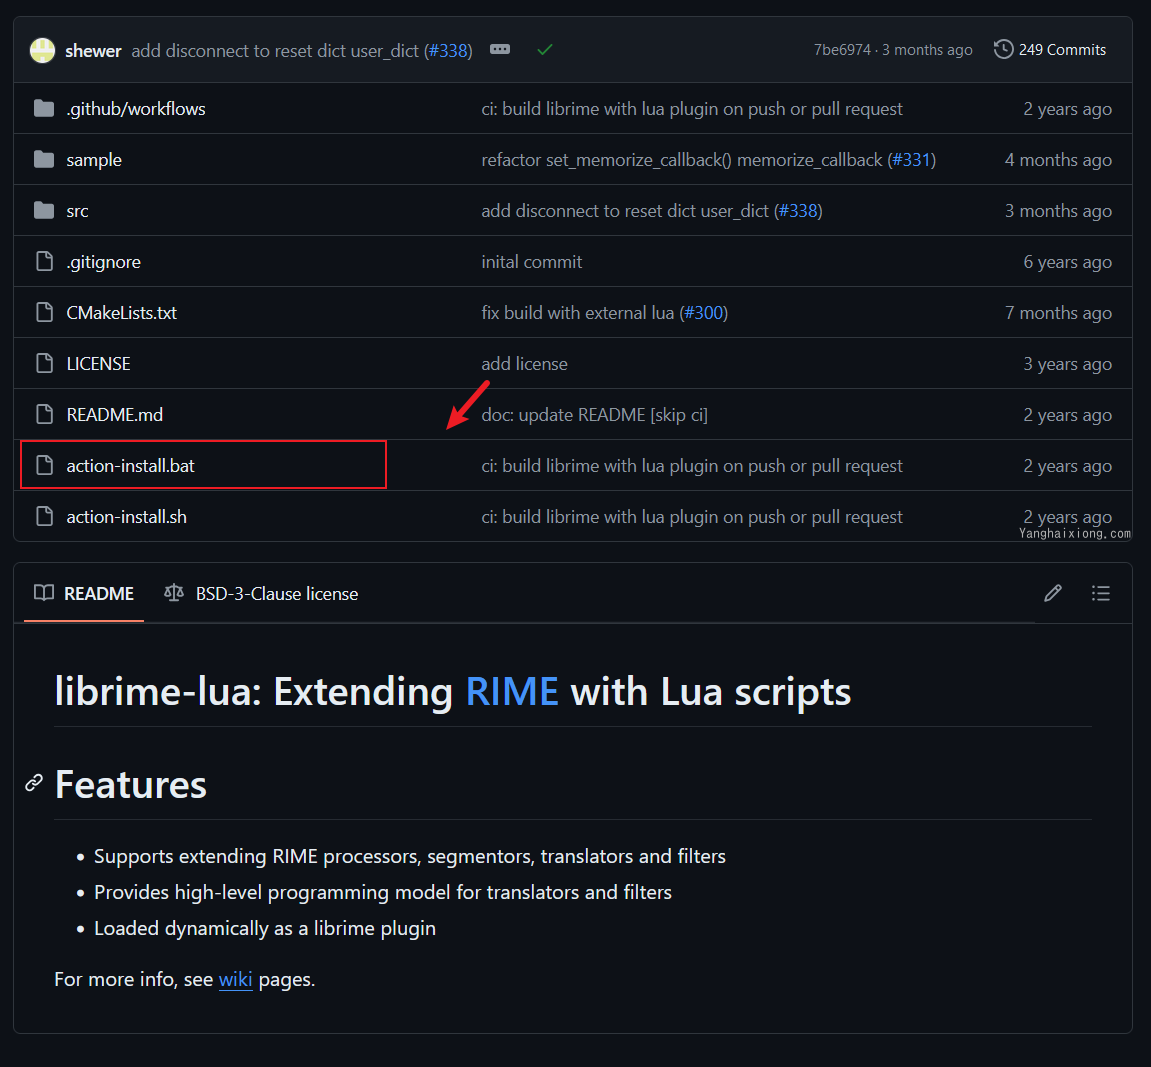 shewer add disconnect to reset dict user_dict (#338) 7be6974 · 3 months ago 249 Commits
.github/workflows ci: build librime with lua plugin on push or pull request 2 years ago
sample refactor set_memorize_callback() memorize_callback (#331) 4 months ago
src add disconnect to reset dict user_dict (#338) 3 months ago
.gitignore inital commit 6 years ago
CMakeLists.txt fix build with external lua (#300) 7 months ago
LICENSE add license 3 years ago
README.md doc: update README [skip ci] 2 years ago
action-install.bat ci: build librime with lua plugin on push or pull request 2 years ago
action-install.sh ci: build librime with lua plugin on push or pull request 2 years ago
Yanghaixiong.com
README BSD-3-Clause license
librime-lua: Extending RIME with Lua scripts
Features
• Supports extending RIME processors, segmentors, translators and filters
• Provides high-level programming model for translators and filters
• Loaded dynamically as a librime plugin
For more info, see wiki pages.